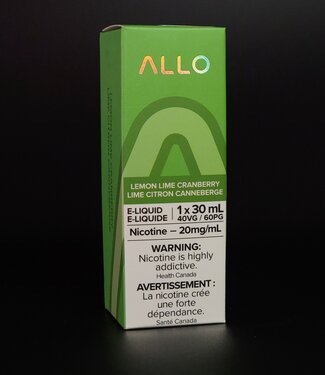 ALLO
LEMON LIME CRANBERRY
LIME CITRON CANNEBERGE
E-LIQUID
E-LIQUIDE
1 x 30 mL
40VG / 60PG
Nicotine – 20mg/mL
WARNING:
Nicotine is highly
addictive.
Health Canada
AVERTISSEMENT :
La nicotine crée
une forte
dépendance.
Santé Canada